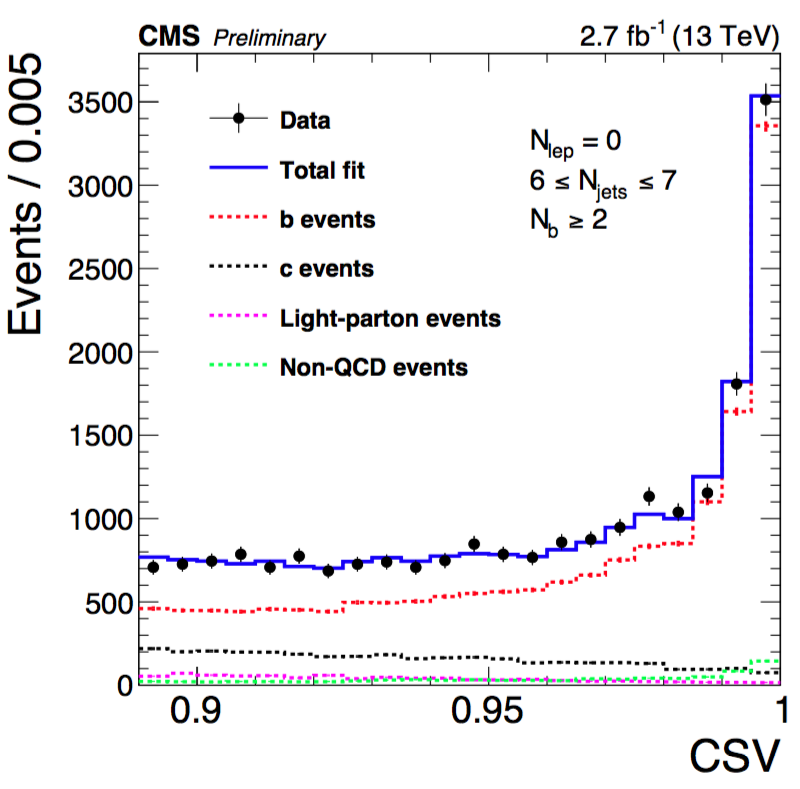 CMS Preliminary 2.7 fb⁻¹ (13 TeV)
Events / 0.005
3500
3000
2500
2000
1500
1000
500
0
Data
Total fit
b events
c events
Light-parton events
Non-QCD events
N_lep = 0
6 ≤ N_jets ≤ 7
N_b ≥ 2
0.9 0.95 1
CSV